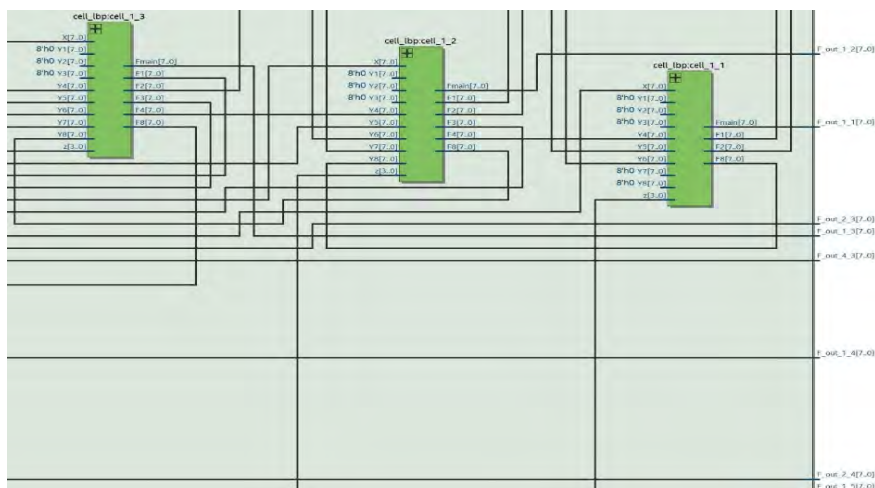 cell_lbp:cell_1_3
X[7..0]
8'h0 Y1[7..0]
8'h0 Y2[7..0]
8'h0 Y3[7..0]
Y4[7..0]
Y5[7..0]
Y6[7..0]
Y7[7..0]
Y8[7..0]
z[3..0]
Fmain[7..0]
F1[7..0]
F2[7..0]
F3[7..0]
F4[7..0]
F8[7..0]
cell_lbp:cell_1_2
X[7..0]
8'h0 Y1[7..0]
8'h0 Y2[7..0]
8'h0 Y3[7..0]
Y4[7..0]
Y5[7..0]
Y6[7..0]
Y7[7..0]
Y8[7..0]
z[3..0]
Fmain[7..0]
F1[7..0]
F2[7..0]
F3[7..0]
F4[7..0]
F8[7..0]
cell_lbp:cell_1_1
X[7..0]
8'h0 Y1[7..0]
8'h0 Y2[7..0]
8'h0 Y3[7..0]
Y4[7..0]
Y5[7..0]
Y6[7..0]
8'h0 Y7[7..0]
8'h0 Y8[7..0]
z[3..0]
Fmain[7..0]
F1[7..0]
F2[7..0]
F8[7..0]
F_out_1_2[7..0]
F_out_1_1[7..0]
F_out_2_3[7..0]
F_out_1_3[7..0]
F_out_4_3[7..0]
F_out_1_4[7..0]
F_out_2_4[7..0]
F_out_1_5[7..0]